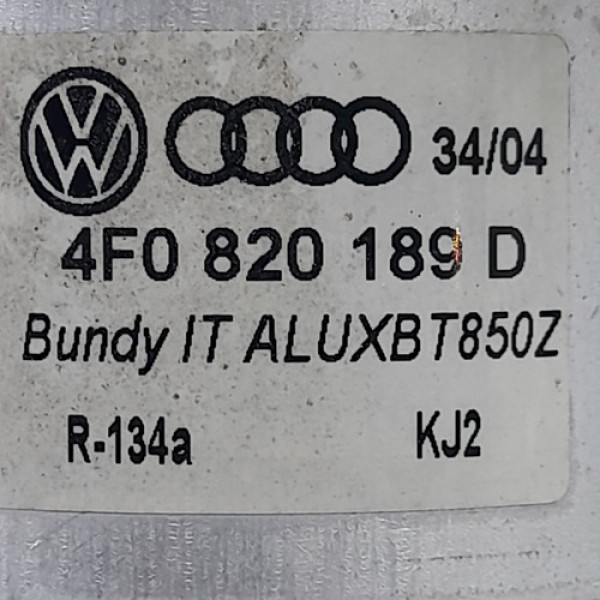 34/04
4F0 820 189 D
Bundy IT ALUXBT850Z
R-134a KJ2